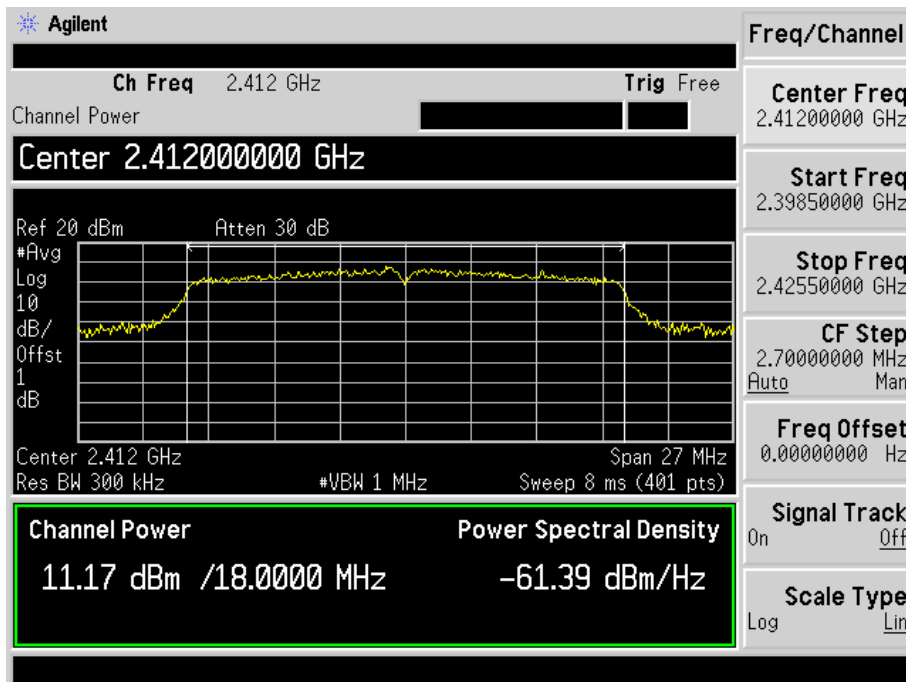 Agilent
Freq/Channel
Ch Freq 2.412 GHz Trig Free
Channel Power
Center 2.412000000 GHz
Ref 20 dBm Atten 30 dB
#Avg
Log
10
dB/
Offst
1
dB
Center 2.412 GHz Span 27 MHz
Res BW 300 kHz #VBW 1 MHz Sweep 8 ms (401 pts)
Channel Power Power Spectral Density
11.17 dBm /18.0000 MHz -61.39 dBm/Hz
Center Freq
2.41200000 GHz
Start Freq
2.39850000 GHz
Stop Freq
2.42550000 GHz
CF Step
2.70000000 MHz
Auto Man
Freq Offset
0.00000000 Hz
Signal Track
On Off
Scale Type
Log Lin